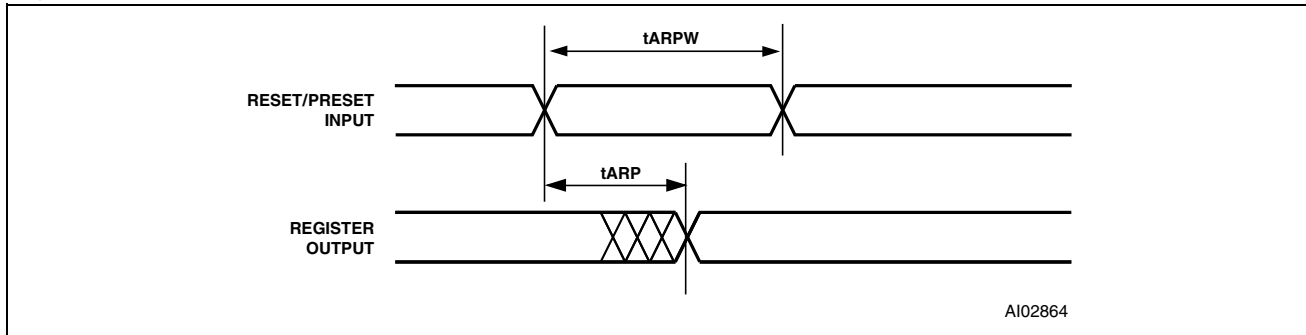 tARPW
RESET/PRESET
INPUT
tARP
REGISTER
OUTPUT
AI02864